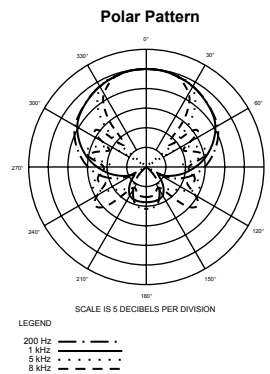 Polar Pattern
0°
330° 30°
300° 60°
270° 90°
240° 120°
210° 150°
180°
SCALE IS 5 DECIBELS PER DIVISION
LEGEND
200 Hz
1 kHz
5 kHz
8 kHz